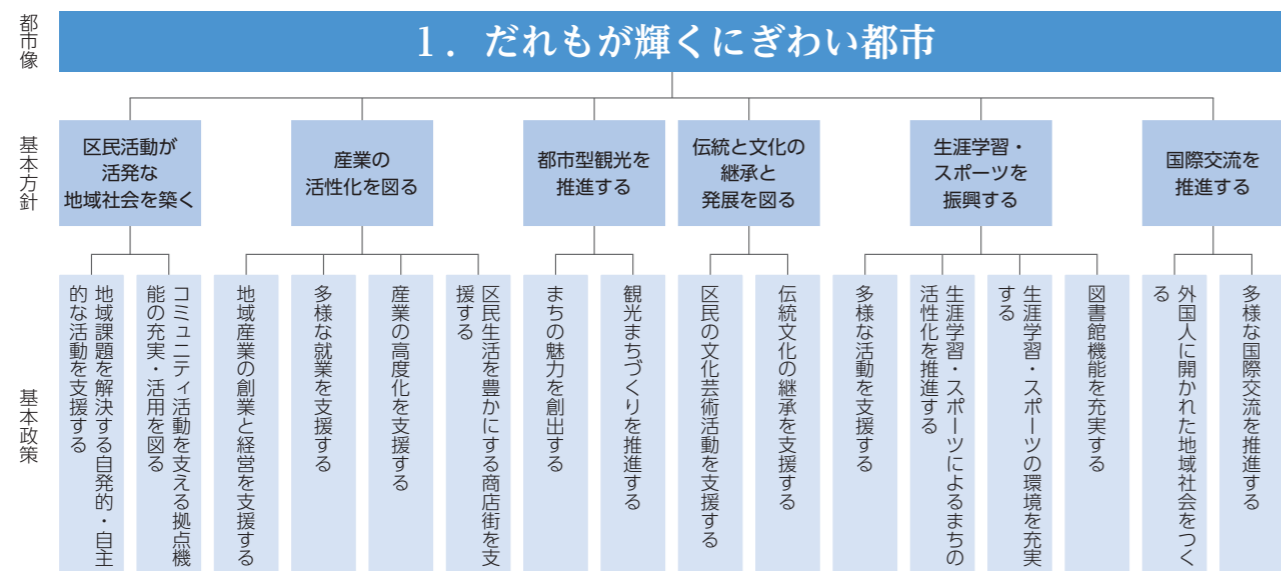 都市像
1．だれもが輝くにぎわい都市
基本方針
区民活動が
活発な
地域社会を築く
産業の
活性化を図る
都市型観光を
推進する
伝統と文化の
継承と
発展を図る
生涯学習・
スポーツを
振興する
国際交流を
推進する
基本政策
地域課題を解決する自発的・自主
的な活動を支援する
コミュニティ活動を支える拠点機
能の充実・活用を図る
地域産業の創業と経営を支援する
多様な就業を支援する
産業の高度化を支援する
区民生活を豊かにする商店街を支
援する
まちの魅力を創出する
観光まちづくりを推進する
区民の文化芸術活動を支援する
伝統文化の継承を支援する
多様な活動を支援する
生涯学習・スポーツによるまちの
活性化を推進する
生涯学習・スポーツの環境を充実
する
図書館機能を充実する
外国人に開かれた地域社会をつく
る
多様な国際交流を推進する